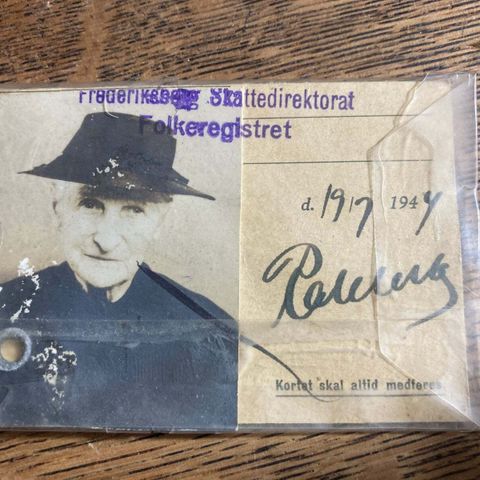 Frederiksberg Skattedirektorat
Folkeregistret
d. 19/7 1944
Kortet skal altid medføres